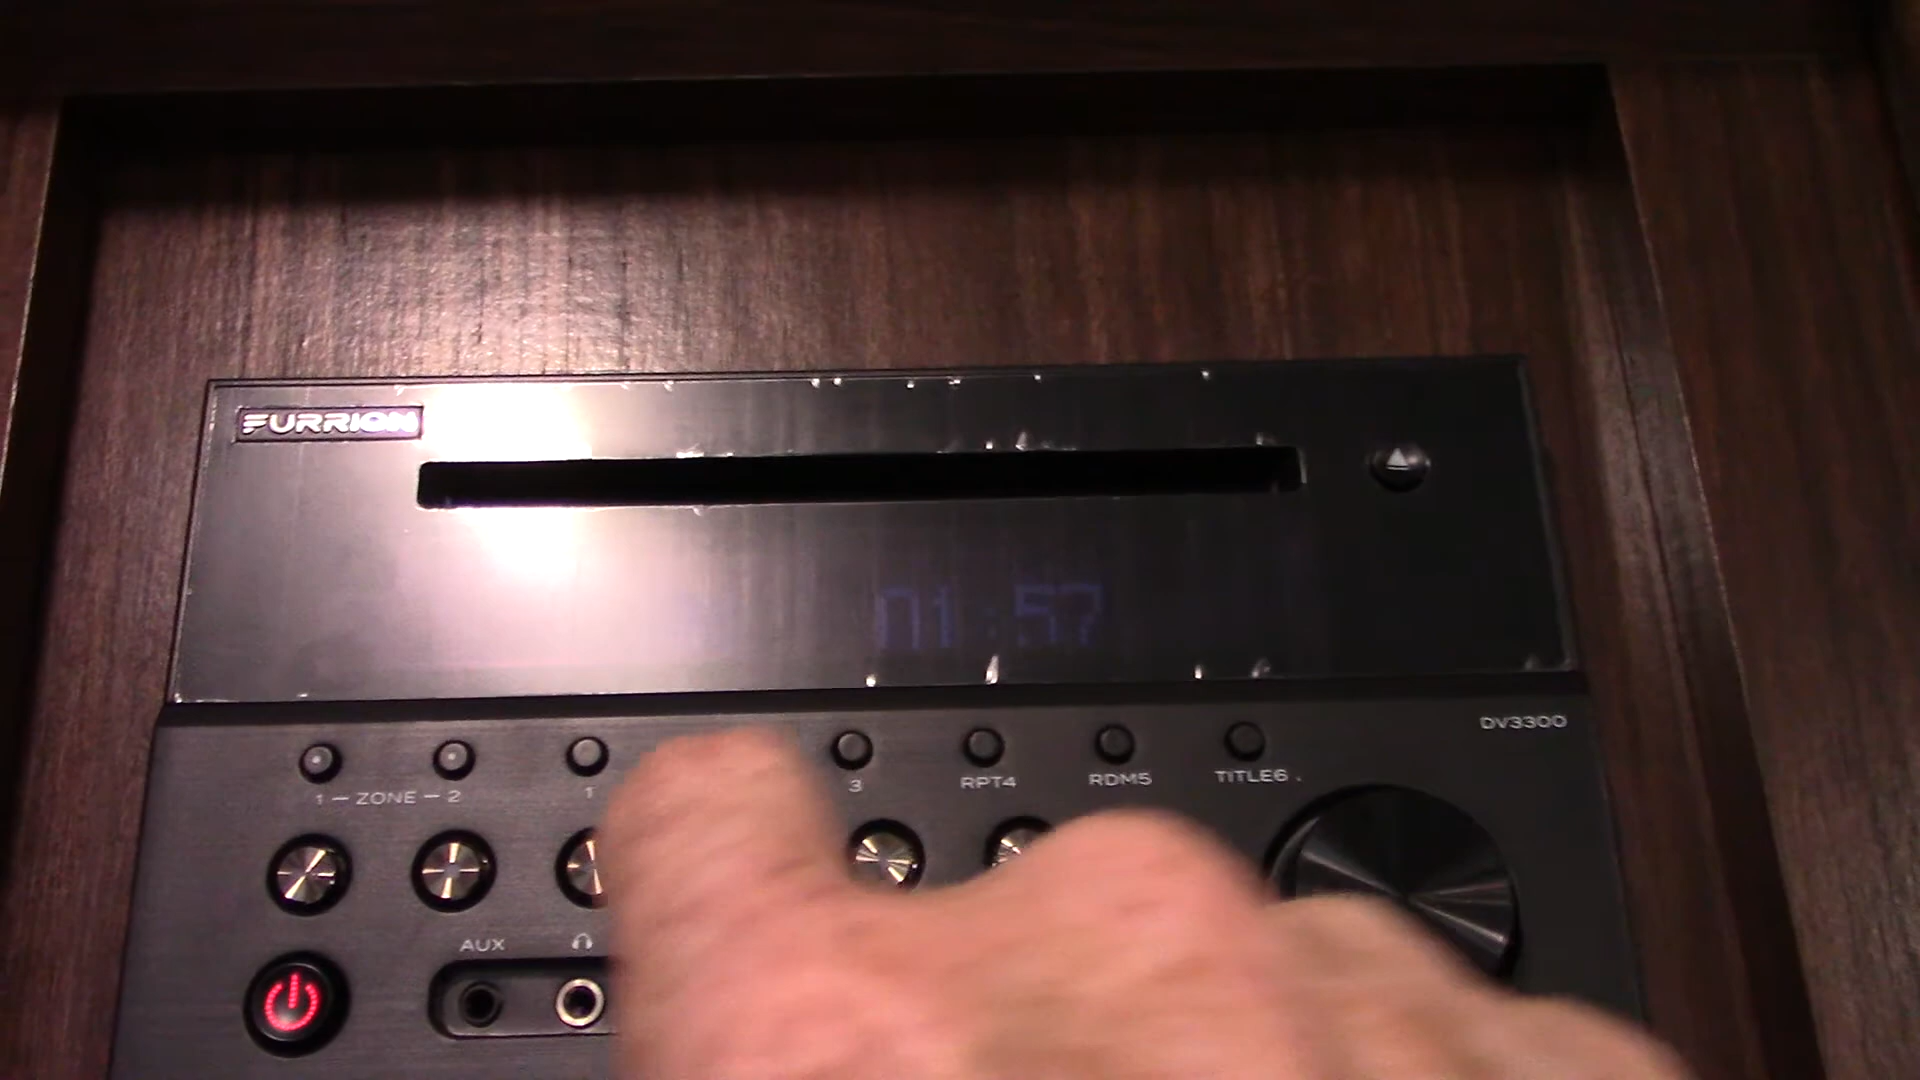 FURRION
01:57
DV3300
1 — ZONE — 2
1
3
RPT4
RDM5
TITLE6
AUX